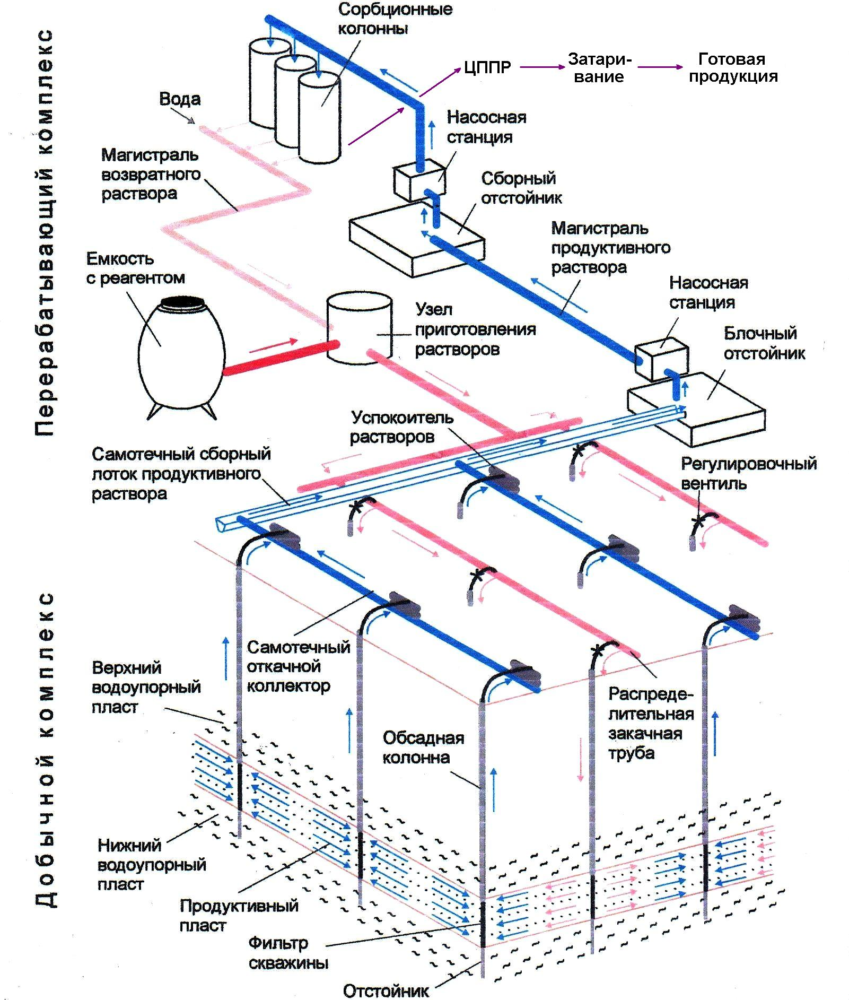 Сорбционные
колонны
ЦППР
Затари-
вание
Готовая
продукция
Вода
Насосная
станция
Магистраль
возвратного
раствора
Сборный
отстойник
Магистраль
продуктивного
раствора
Емкость
с реагентом
Насосная
станция
Узел
приготовления
растворов
Блочный
отстойник
Перерабатывающий комплекс
Успокоитель
растворов
Самотечный сборный
лоток продуктивного
раствора
Регулировочный
вентиль
Самотечный
откачной
коллектор
Верхний
водоупорный
пласт
Распреде-
лительная
закачная
труба
Обсадная
колонна
Добычной комплекс
Нижний
водоупорный
пласт
Продуктивный
пласт
Фильтр
скважины
Отстойник